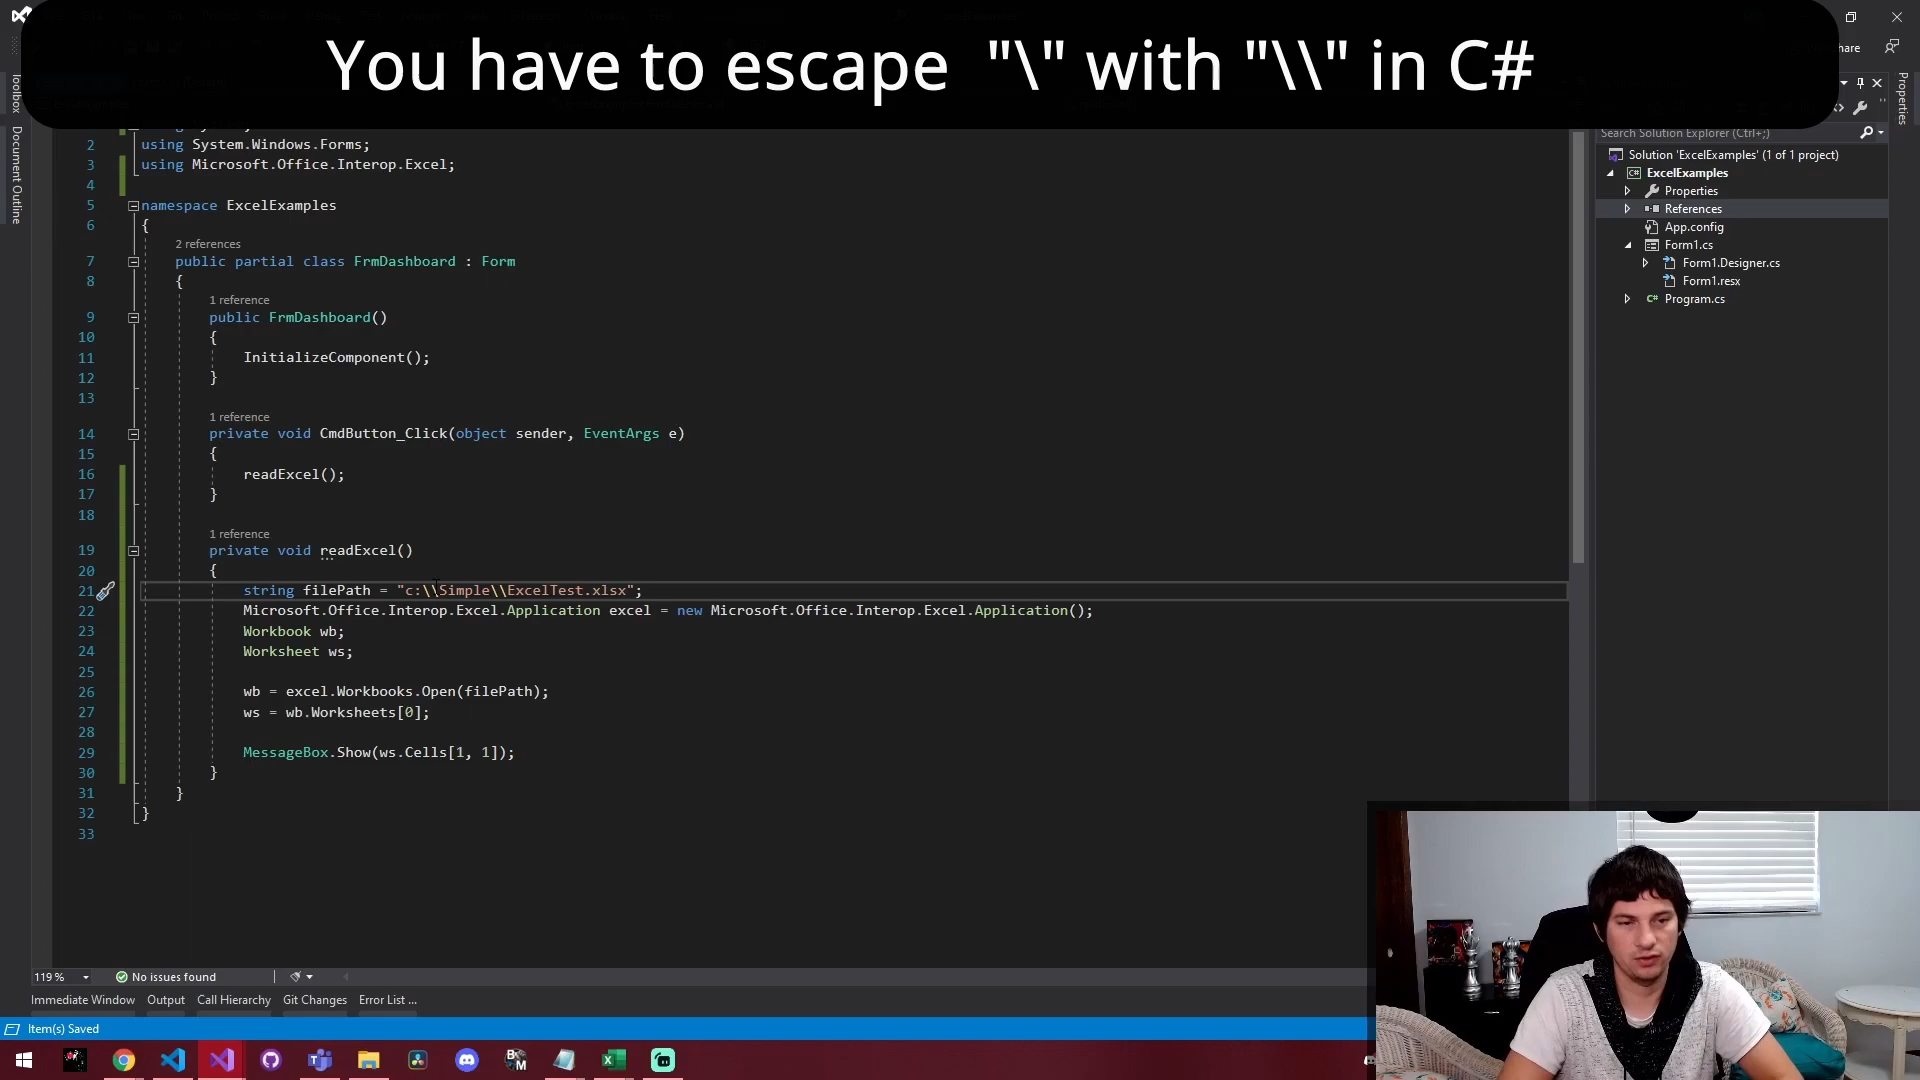 You have to escape "\" with "\\" in C#
Toolbox
Document Outline
Properties
Search Solution Explorer (Ctrl+;)
Solution 'ExcelExamples' (1 of 1 project)
ExcelExamples
Properties
References
App.config
Form1.cs
Form1.Designer.cs
Form1.resx
Program.cs
2 using System.Windows.Forms;
3 using Microsoft.Office.Interop.Excel;
4
5 namespace ExcelExamples
6 {
2 references
7 public partial class FrmDashboard : Form
8 {
1 reference
9 public FrmDashboard()
10 {
11 InitializeComponent();
12 }
13
1 reference
14 private void CmdButton_Click(object sender, EventArgs e)
15 {
16 readExcel();
17 }
18
1 reference
19 private void readExcel()
20 {
21 string filePath = "c:\\Simple\\ExcelTest.xlsx";
22 Microsoft.Office.Interop.Excel.Application excel = new Microsoft.Office.Interop.Excel.Application();
23 Workbook wb;
24 Worksheet ws;
25
26 wb = excel.Workbooks.Open(filePath);
27 ws = wb.Worksheets[0];
28
29 MessageBox.Show(ws.Cells[1, 1]);
30 }
31 }
32 }
33
119 % No issues found
Immediate Window Output Call Hierarchy Git Changes Error List ...
Item(s) Saved